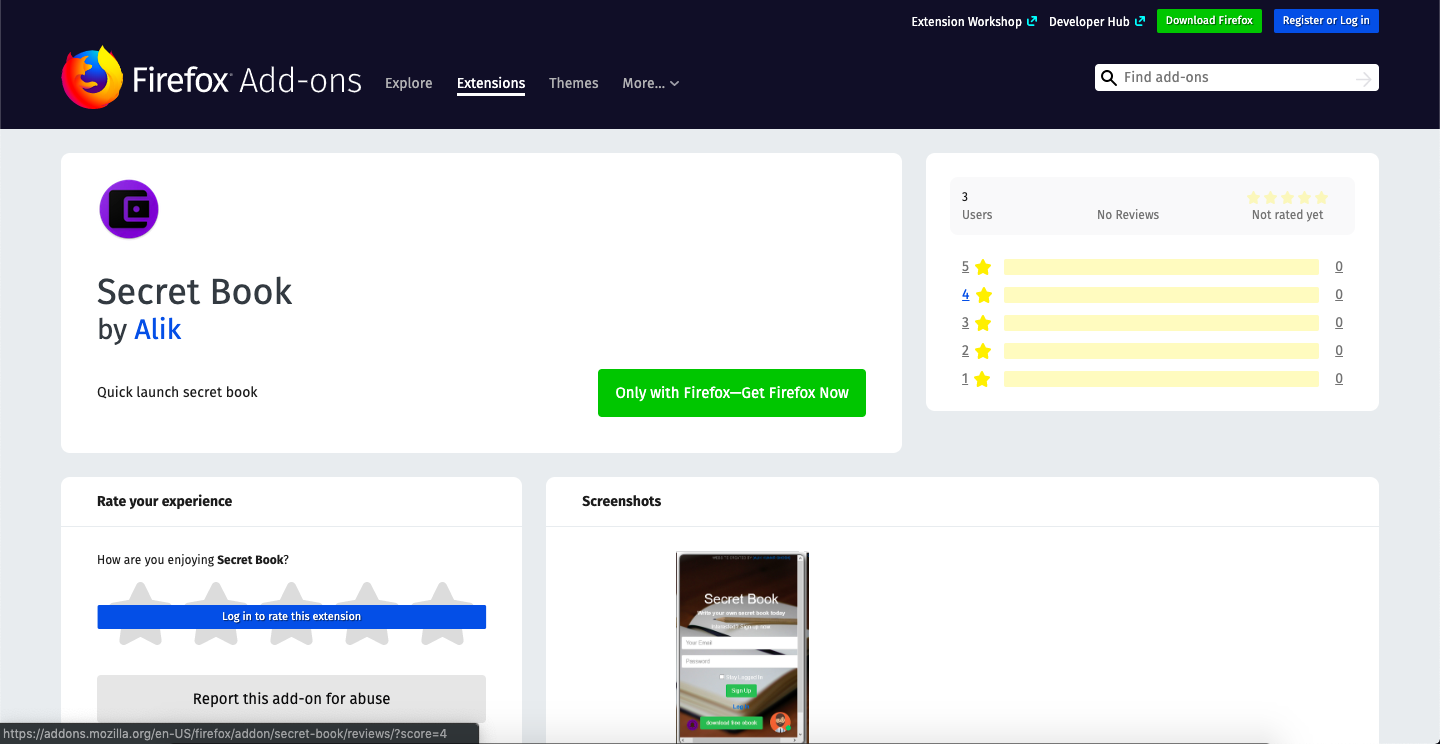 Extension Workshop Developer Hub Download Firefox Register or Log in
Firefox Add-ons Explore Extensions Themes More... Find add-ons
Secret Book
by Alik
Quick launch secret book
Only with Firefox—Get Firefox Now
3
Users No Reviews Not rated yet
5 0
4 0
3 0
2 0
1 0
Rate your experience
How are you enjoying Secret Book?
Log in to rate this extension
Report this add-on for abuse
Screenshots
Secret Book
Write your own secret book today
Interested? Sign up now
Your Email
Password
Stay Logged In
Sign Up
Log In
download free ebook
https://addons.mozilla.org/en-US/firefox/addon/secret-book/reviews/?score=4